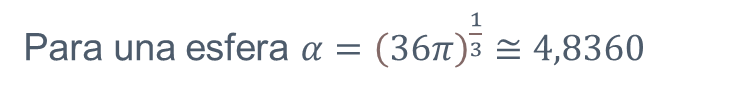 Para una esfera α = (36π)^(1/3) ≅ 4,8360